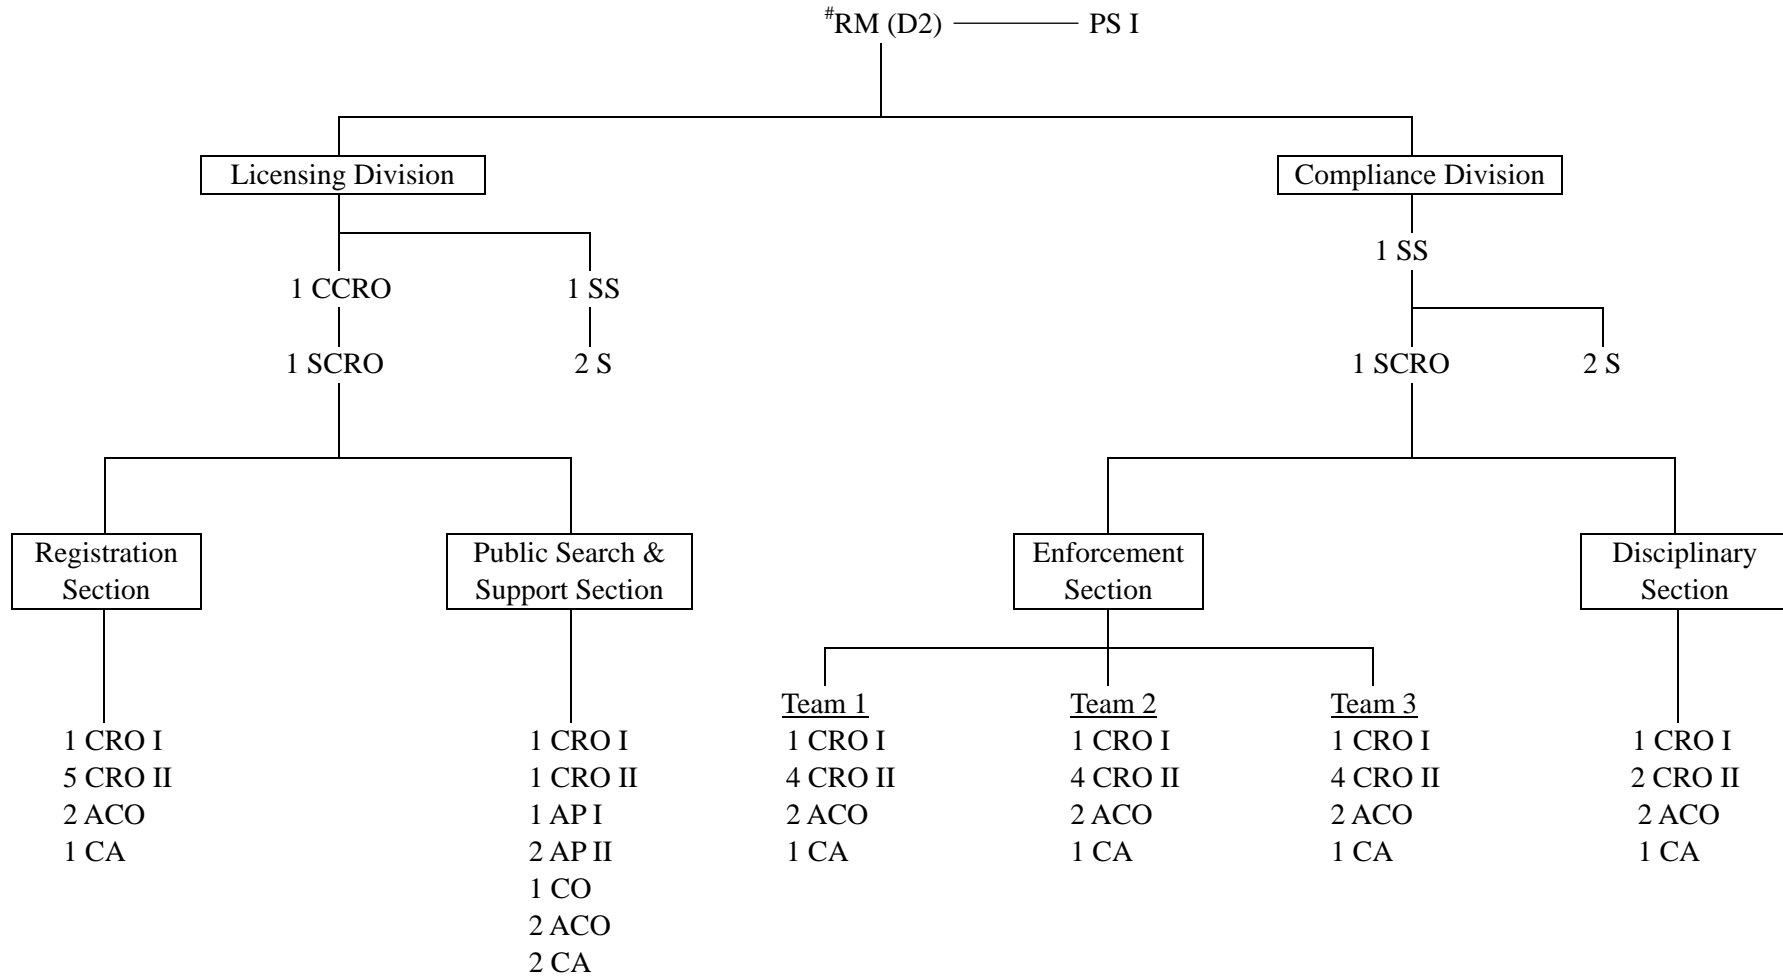 #RM (D2) PS I
Licensing Division
Compliance Division
1 SS
1 CCRO
1 SS
1 SCRO
2 S
1 SCRO
2 S
Registration
Section
Public Search &
Support Section
Enforcement
Section
Disciplinary
Section
1 CRO I
5 CRO II
2 ACO
1 CA
1 CRO I
1 CRO II
1 AP I
2 AP II
1 CO
2 ACO
2 CA
Team 1
1 CRO I
4 CRO II
2 ACO
1 CA
Team 2
1 CRO I
4 CRO II
2 ACO
1 CA
Team 3
1 CRO I
4 CRO II
2 ACO
1 CA
1 CRO I
2 CRO II
2 ACO
1 CA